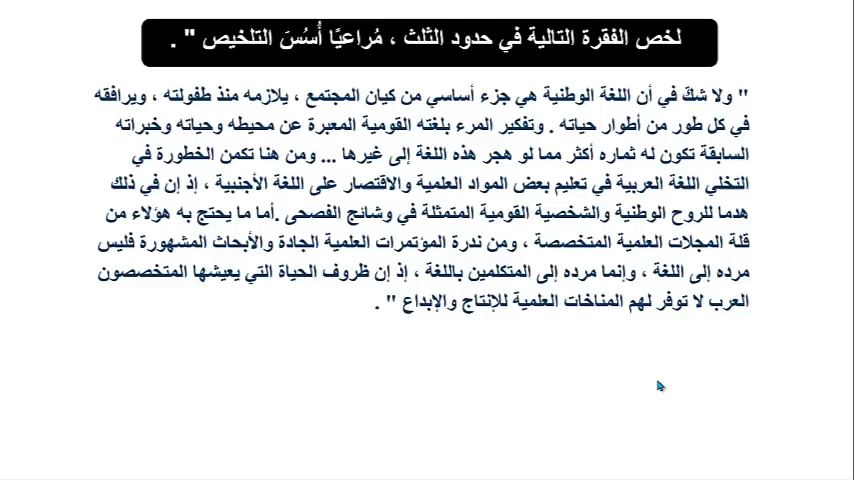 لخص الفقرة التالية في حدود الثلث ، مُراعيًا أُسُسَ التلخيص " .
" ولا شكّ في أن اللغة الوطنية هي جزء أساسي من كيان المجتمع ، يلازمه منذ طفولته ، ويرافقه
في كل طور من أطوار حياته . وتفكير المرء بلغته القومية المعبرة عن محيطه وحياته وخبراته
السابقة تكون له ثماره أكثر مما لو هجر هذه اللغة إلى غيرها ... ومن هنا تكمن الخطورة في
التخلي اللغة العربية في تعليم بعض المواد العلمية والاقتصار على اللغة الأجنبية ، إذ إن في ذلك
هدما للروح الوطنية والشخصية القومية المتمثلة في وشائج الفصحى .أما ما يحتج به هؤلاء من
قلة المجلات العلمية المتخصصة ، ومن ندرة المؤتمرات العلمية الجادة والأبحاث المشهورة فليس
مرده إلى اللغة ، وإنما مرده إلى المتكلمين باللغة ، إذ إن ظروف الحياة التي يعيشها المتخصصون
العرب لا توفر لهم المناخات العلمية للإنتاج والإبداع " .